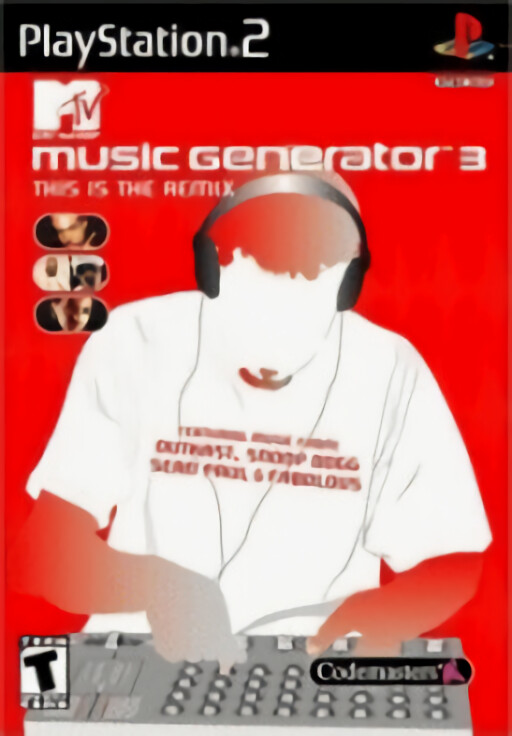 PlayStation.2
MTV
music Generator™ 3
THIS IS THE REMIX
FEATURING MUSIC FROM
OUTKAST, SNOOP DOGG
SEAN PAUL & FABOLOUS
T
Codemasters